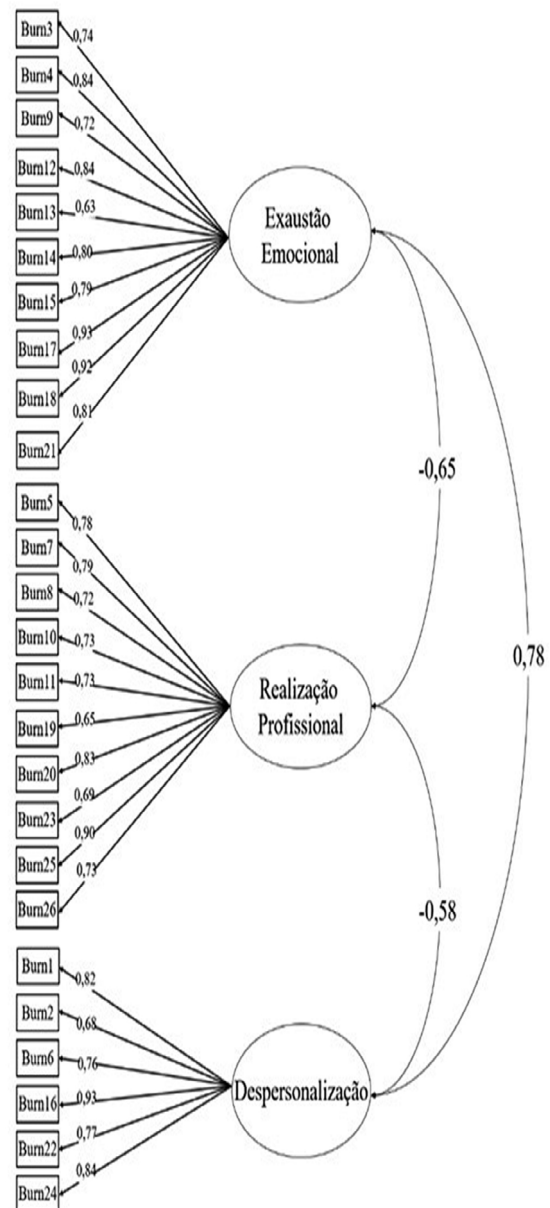 Burn3
0,74
Burn4
0,84
Burn9
0,72
Burn12
0,84
Burn13
0,63
Burn14
0,80
Burn15
0,79
Burn17
0,93
Burn18
0,92
Burn21
0,81
Exaustão
Emocional
-0,65
Burn5
0,78
Burn7
0,79
Burn8
0,72
Burn10
0,73
Burn11
0,73
Burn19
0,65
Burn20
0,83
Burn23
0,69
Burn25
0,90
Burn26
0,73
Realização
Profissional
0,78
-0,58
Burn1
0,82
Burn2
0,68
Burn6
0,76
Burn16
0,93
Burn22
0,77
Burn24
0,84
Despersonalização